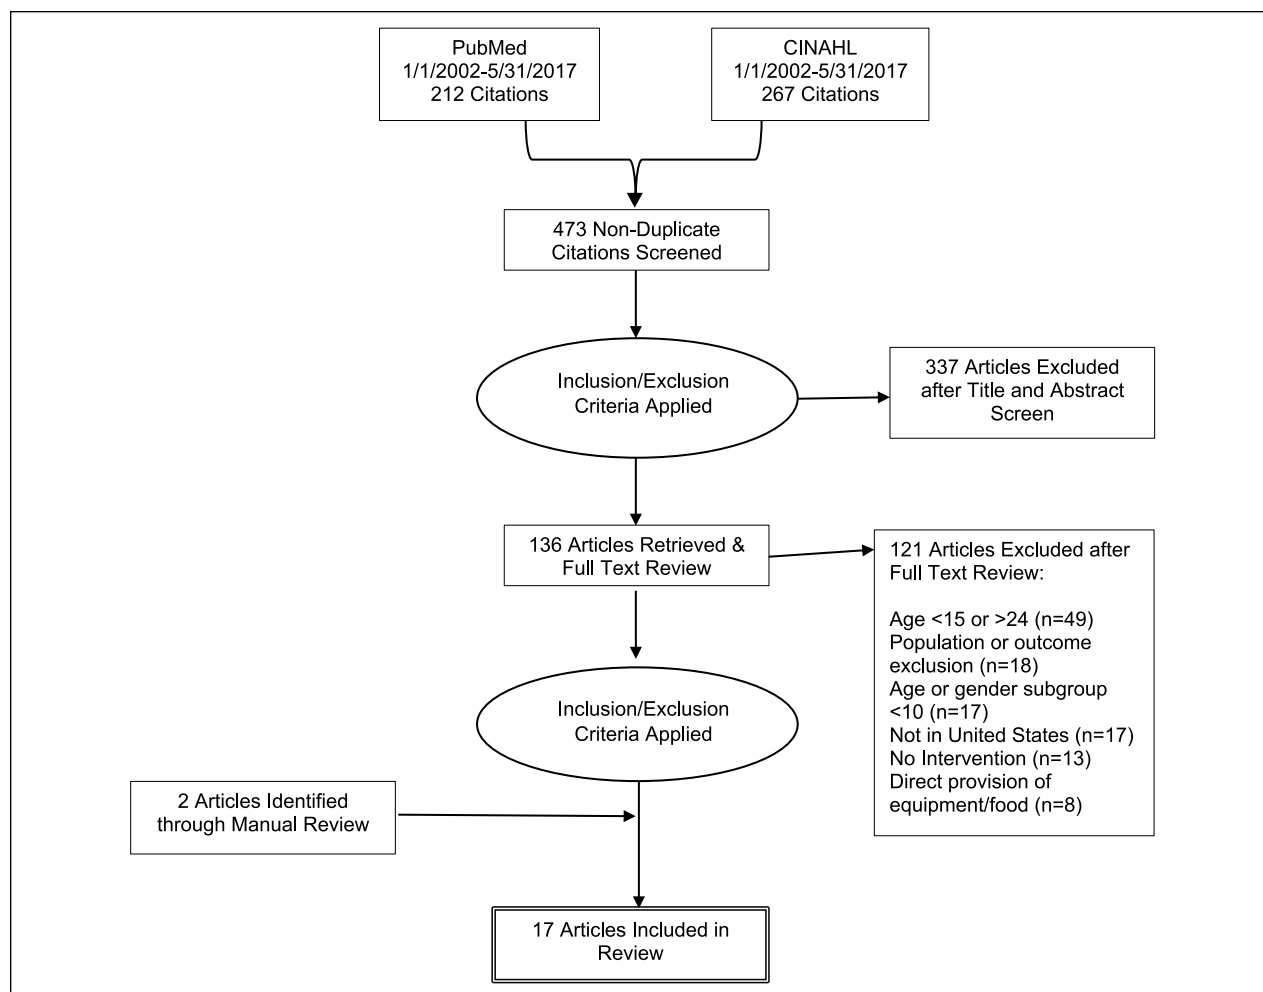 PubMed
1/1/2002-5/31/2017
212 Citations
CINAHL
1/1/2002-5/31/2017
267 Citations
473 Non-Duplicate
Citations Screened
Inclusion/Exclusion
Criteria Applied
337 Articles Excluded
after Title and Abstract
Screen
136 Articles Retrieved &
Full Text Review
121 Articles Excluded after
Full Text Review:
Age <15 or >24 (n=49)
Population or outcome
exclusion (n=18)
Age or gender subgroup
<10 (n=17)
Not in United States (n=17)
No Intervention (n=13)
Direct provision of
equipment/food (n=8)
Inclusion/Exclusion
Criteria Applied
2 Articles Identified
through Manual Review
17 Articles Included in
Review